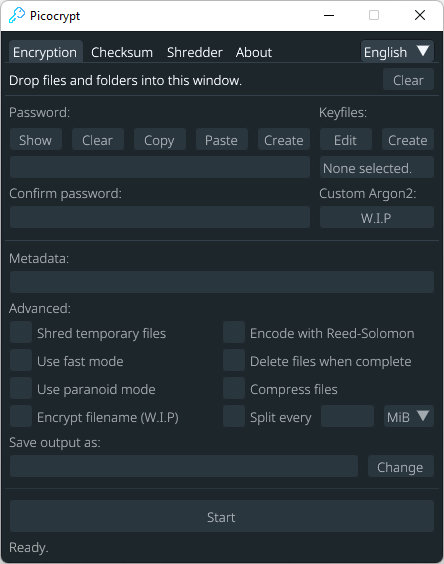 Picocrypt
Encryption Checksum Shredder About English
Drop files and folders into this window. Clear
Password: Keyfiles:
Show Clear Copy Paste Create Edit Create
None selected.
Confirm password: Custom Argon2:
W.I.P
Metadata:
Advanced:
Shred temporary files Encode with Reed-Solomon
Use fast mode Delete files when complete
Use paranoid mode Compress files
Encrypt filename (W.I.P) Split every MiB
Save output as:
Change
Start
Ready.